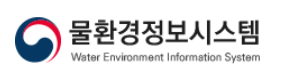 물환경정보시스템
Water Environment Information System